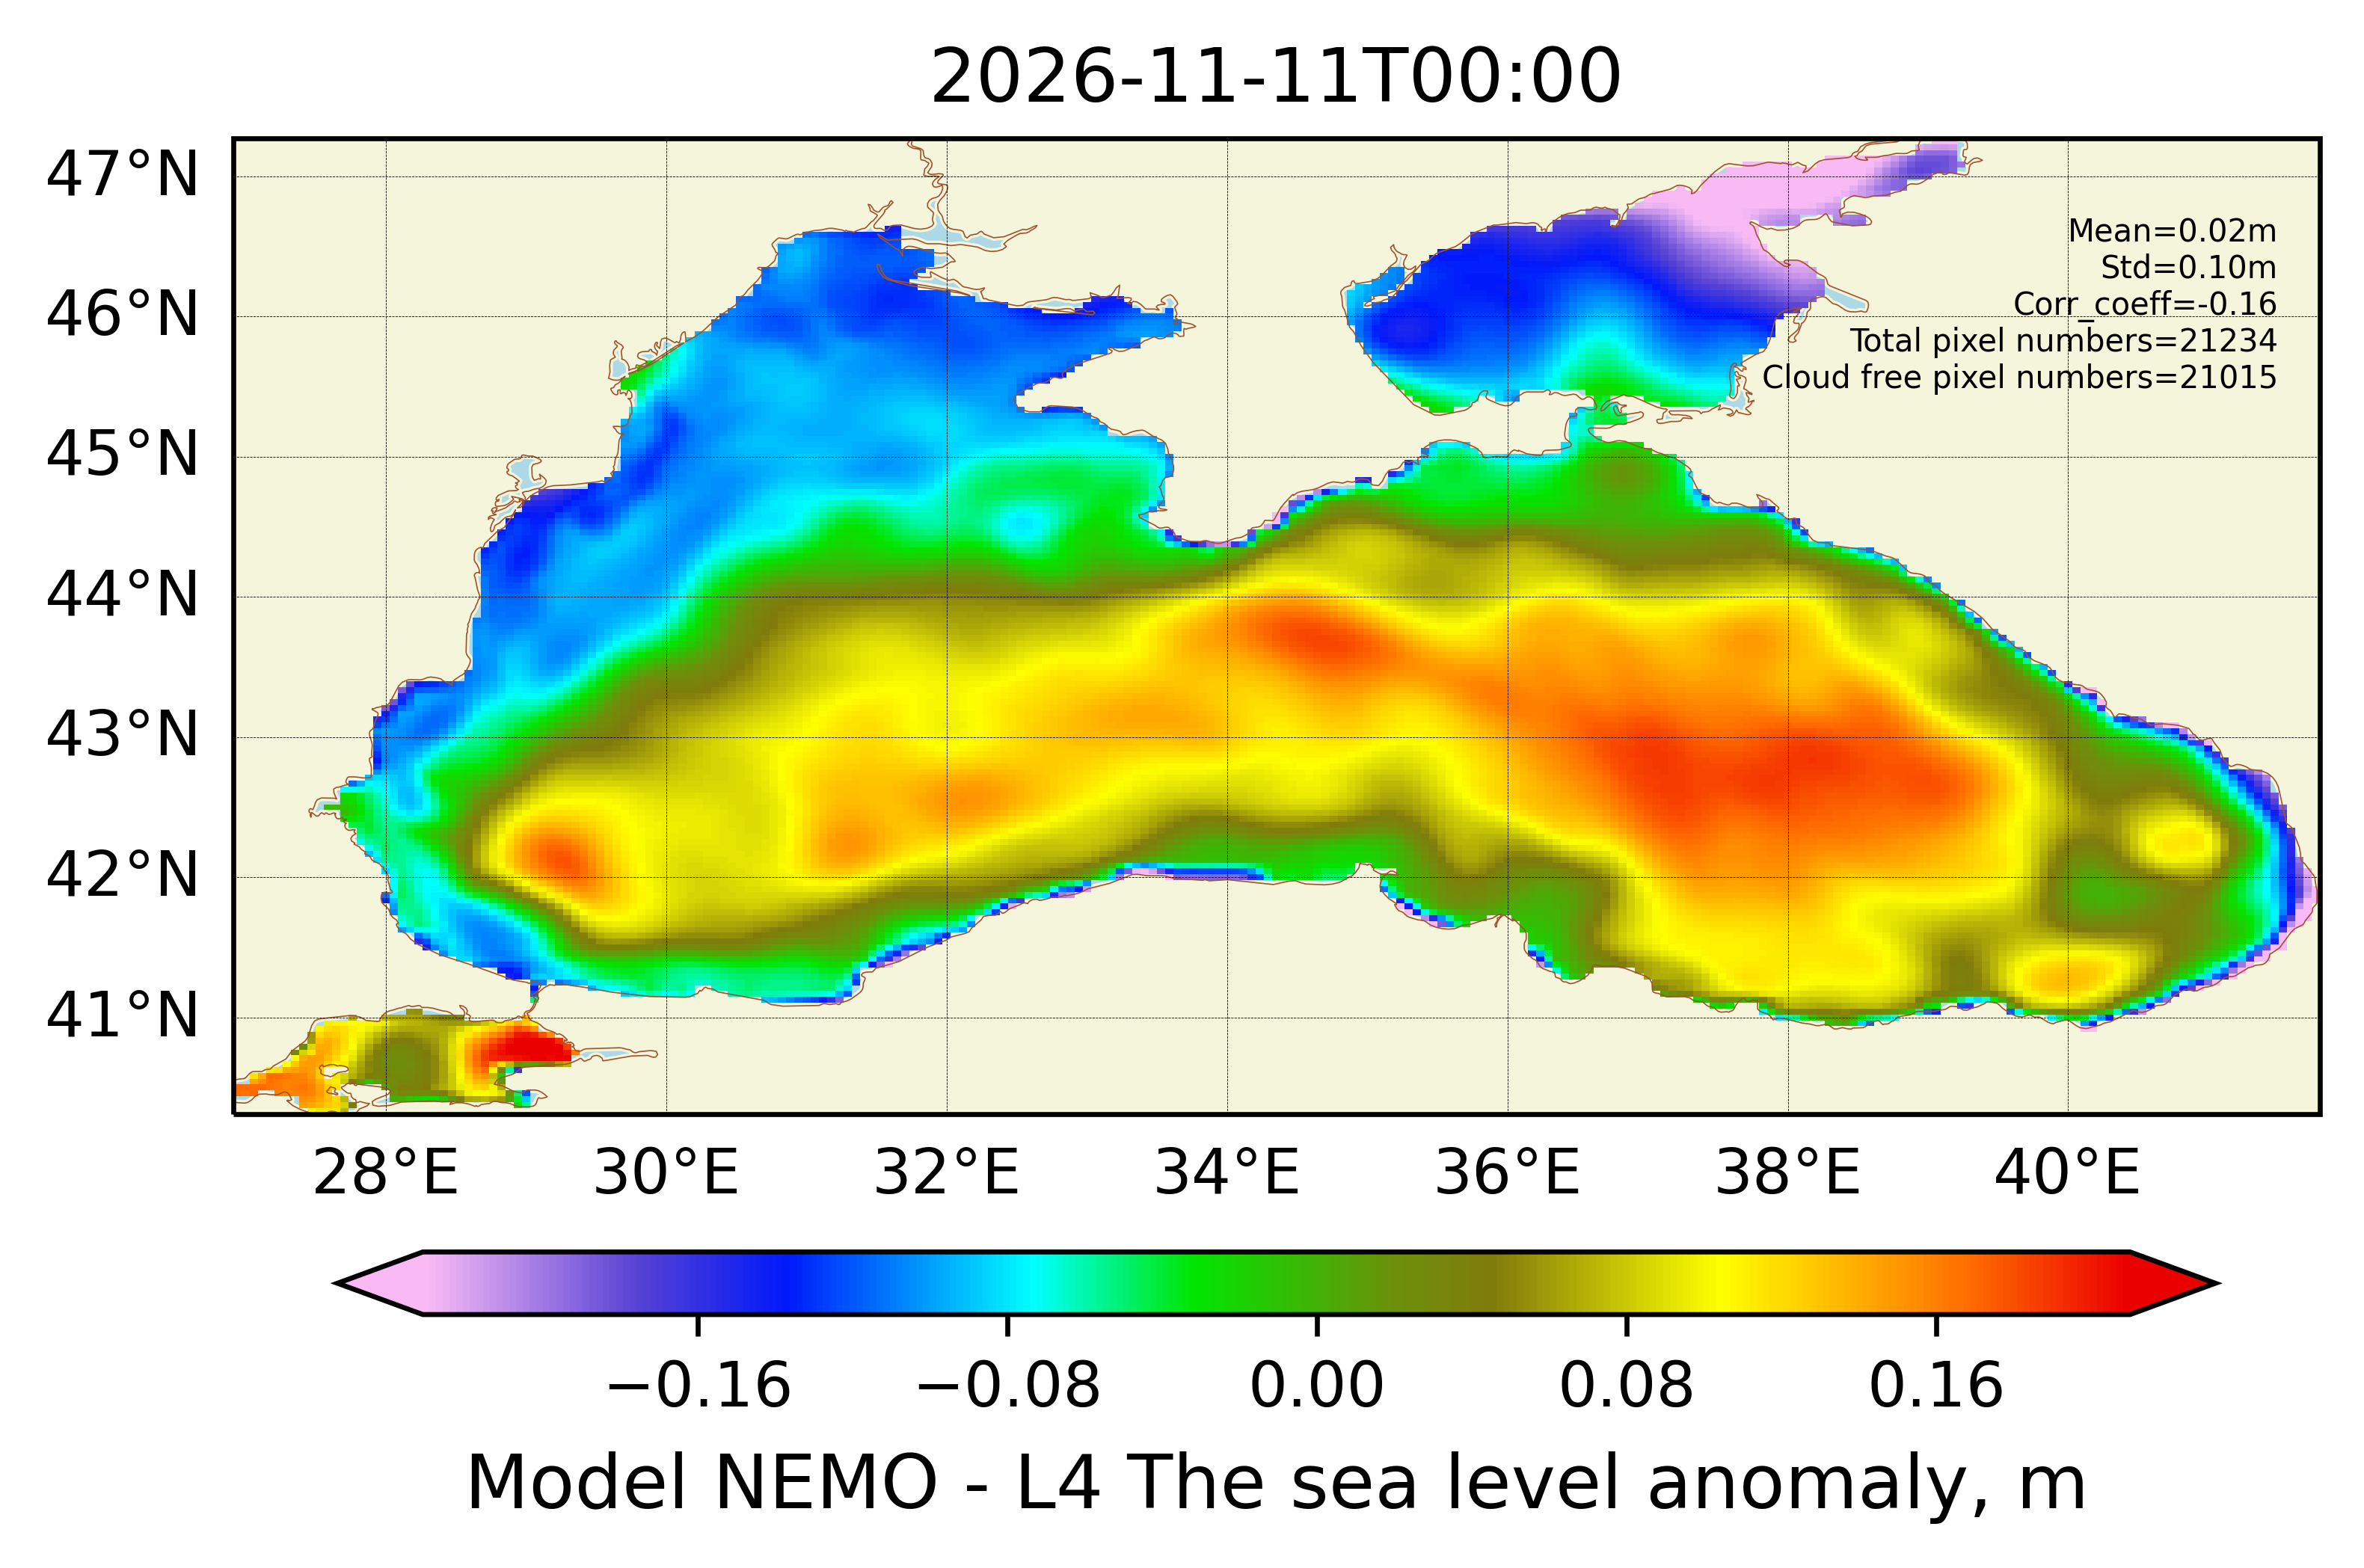 2026-11-11T00:00
47°N
46°N
45°N
44°N
43°N
42°N
41°N
Mean=0.02m
Std=0.10m
Corr_coeff=-0.16
Total pixel numbers=21234
Cloud free pixel numbers=21015
28°E 30°E 32°E 34°E 36°E 38°E 40°E
−0.16 −0.08 0.00 0.08 0.16
Model NEMO - L4 The sea level anomaly, m